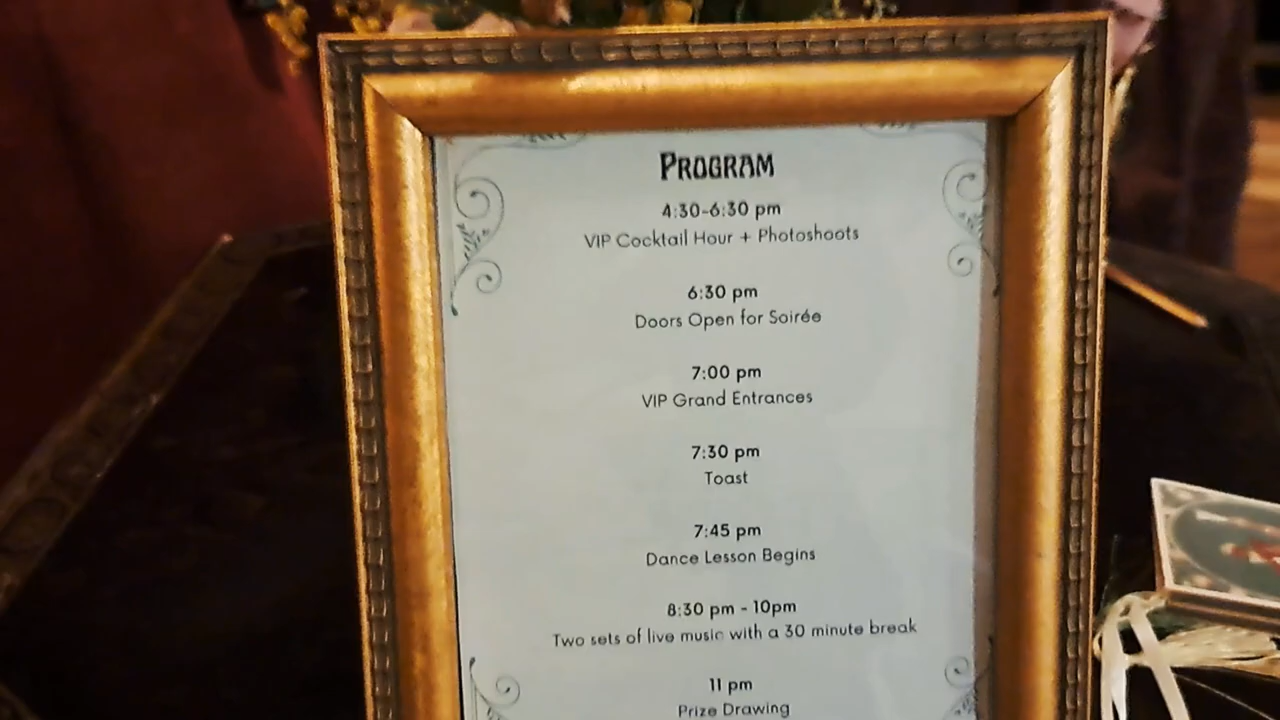 PROGRAM
4:30-6:30 pm
VIP Cocktail Hour + Photoshoots
6:30 pm
Doors Open for Soirée
7:00 pm
VIP Grand Entrances
7:30 pm
Toast
7:45 pm
Dance Lesson Begins
8:30 pm - 10pm
Two sets of live music with a 30 minute break
11 pm
Prize Drawing